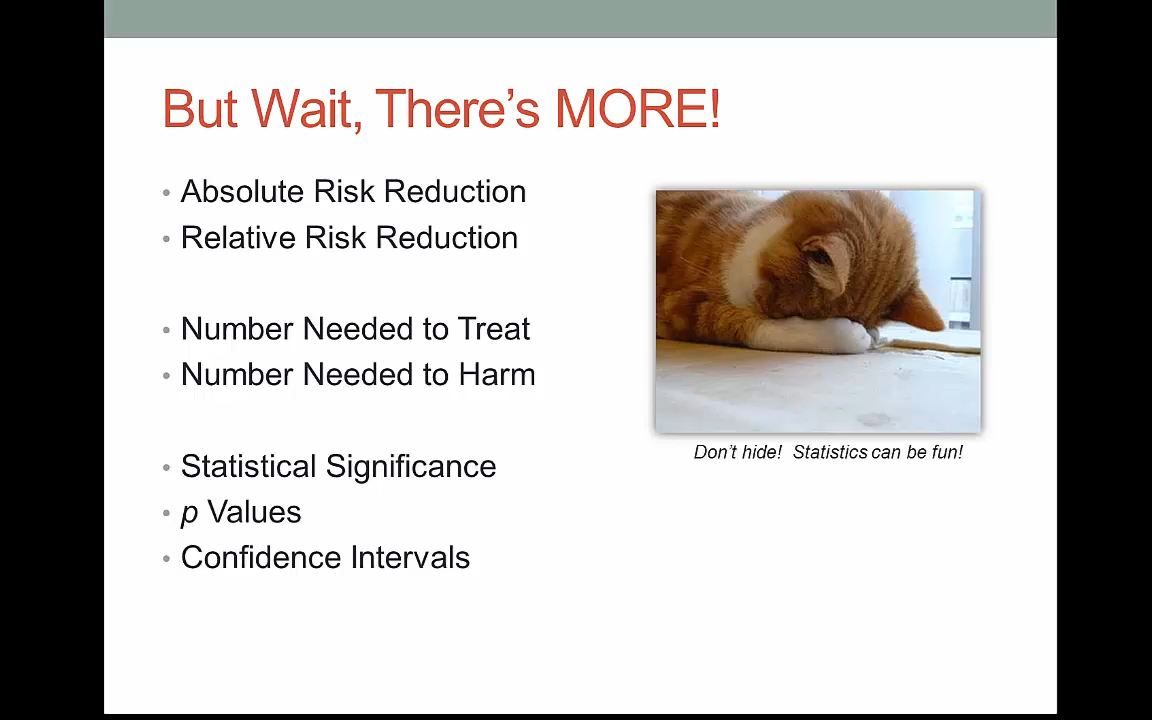 But Wait, There's MORE!
• Absolute Risk Reduction
• Relative Risk Reduction
• Number Needed to Treat
• Number Needed to Harm
• Statistical Significance
• p Values
• Confidence Intervals
Don't hide! Statistics can be fun!